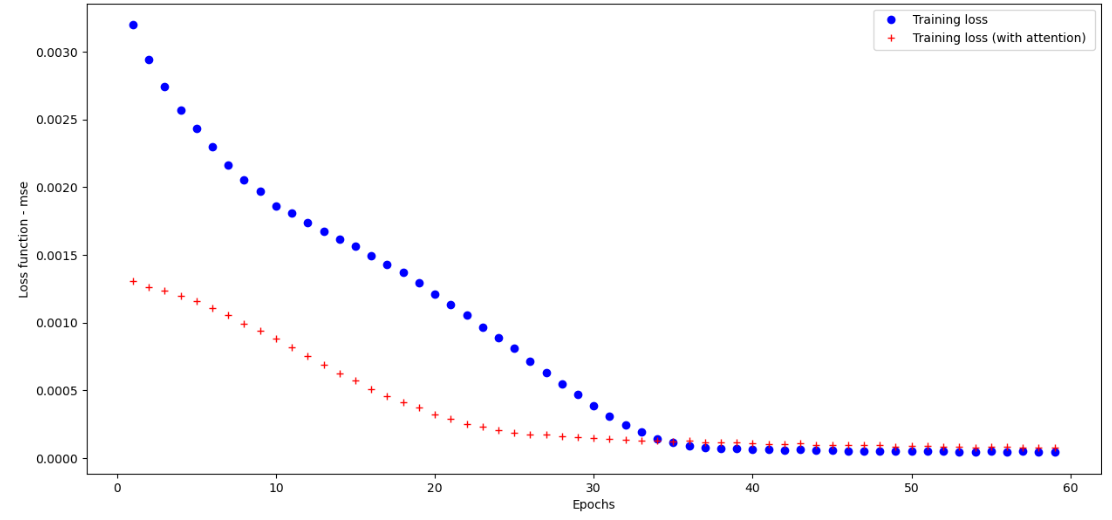 Training loss
Training loss (with attention)
0.0030
0.0025
0.0020
0.0015
0.0010
0.0005
0.0000
Loss function - mse
0 10 20 30 40 50 60
Epochs